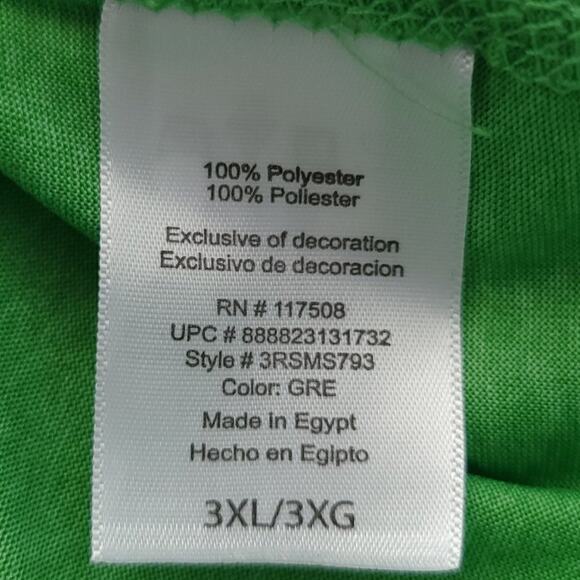 100% Polyester
100% Poliester
Exclusive of decoration
Exclusivo de decoracion
RN # 117508
UPC # 888823131732
Style # 3RSMS793
Color: GRE
Made in Egypt
Hecho en Egipto
3XL/3XG